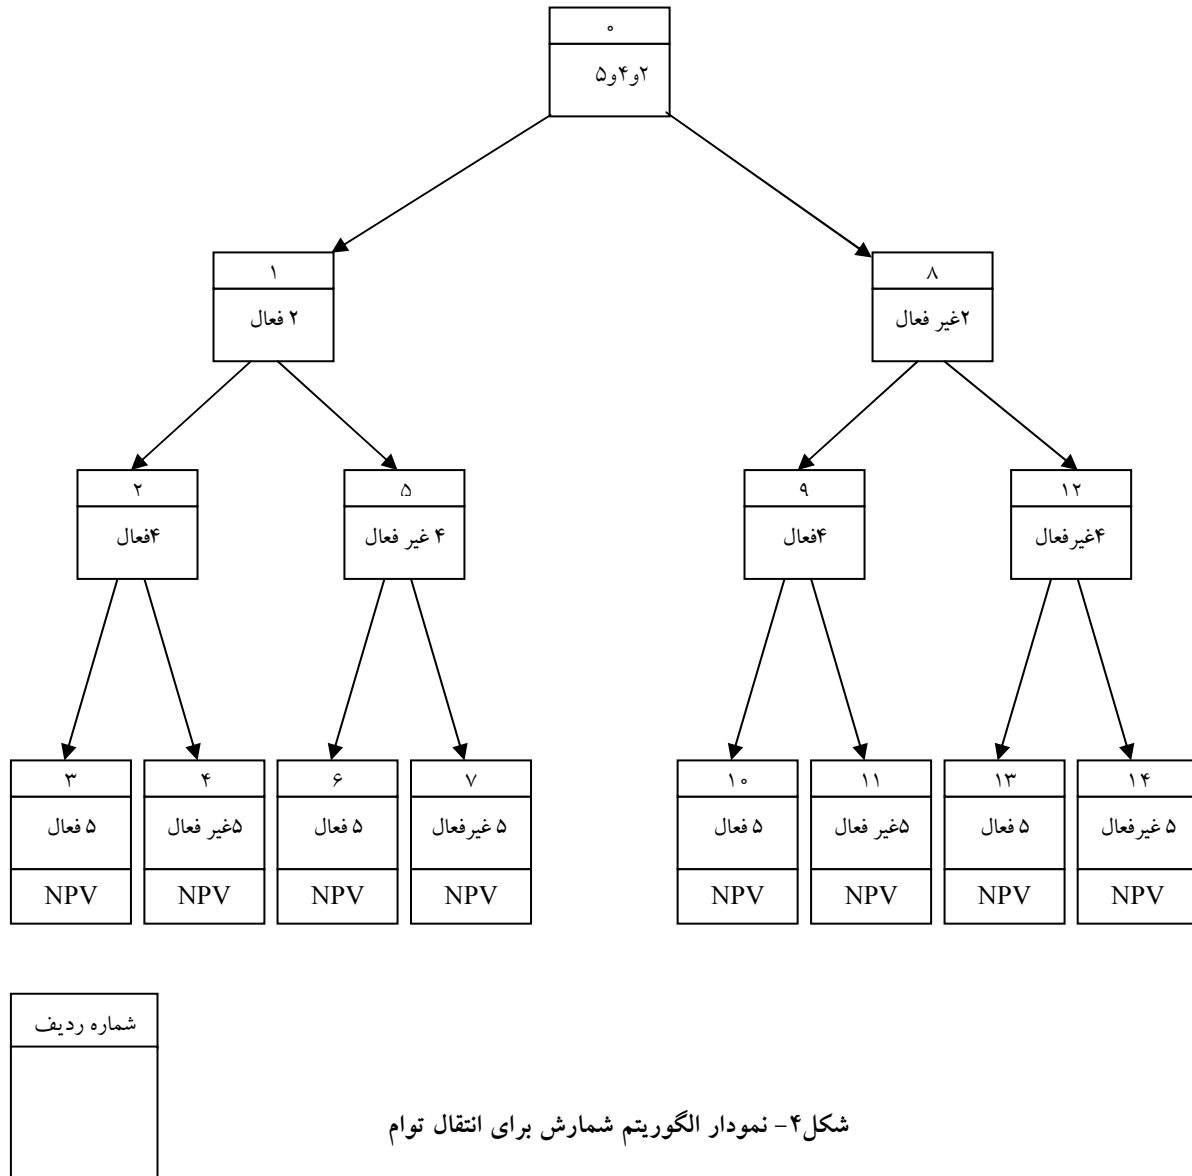 ۰
۲و۴و۵
۱
۲ فعال
۸
۲غیر فعال
۲
۴فعال
۵
۴ غیر فعال
۹
۴فعال
۱۲
۴غیرفعال
۳
۵ فعال
NPV
۴
۵غیر فعال
NPV
۶
۵ فعال
NPV
۷
۵ غیرفعال
NPV
۱۰
۵ فعال
NPV
۱۱
۵غیر فعال
NPV
۱۳
۵ فعال
NPV
۱۴
۵ غیرفعال
NPV
شماره ردیف
شکل۴- نمودار الگوریتم شمارش برای انتقال توام